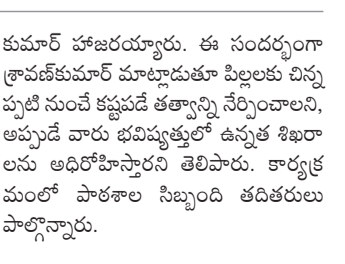 కుమార్ హాజరయ్యారు. ఈ సందర్భంగా
శ్రావణ్‌కుమార్ మాట్లాడుతూ పిల్లలకు చిన్న
ప్పటి నుంచే కష్టపడే తత్వాన్ని నేర్పించాలని,
అప్పుడే వారు భవిష్యత్తులో ఉన్నత శిఖరా
లను అధిరోహిస్తారని తెలిపారు. కార్యక్ర
మంలో పాఠశాల సిబ్బంది తదితరులు
పాల్గొన్నారు.